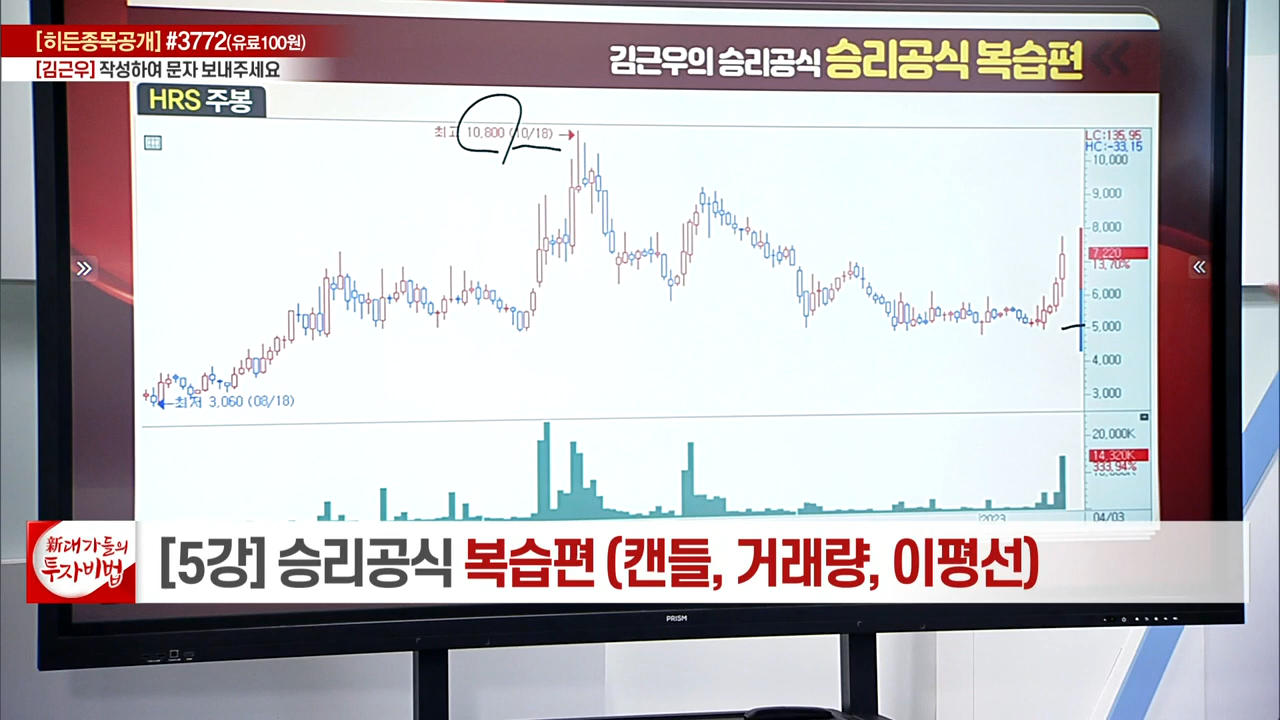 [히든종목공개] #3772(유료100원)
[김근우] 작성하여 문자 보내주세요
김근우의 승리공식 승리공식 복습편
HRS 주봉
최고 10,800 (10/18)
LC:135.95
HC:-33.15
10,000
9,000
8,000
7,220
13.70%
6,000
5,000
4,000
3,000
최저 3,060 (08/18)
20,000K
14,320K
333.94%
2023
04/03
新대가들의
투자비법
[5강] 승리공식 복습편 (캔들, 거래량, 이평선)
PRISM